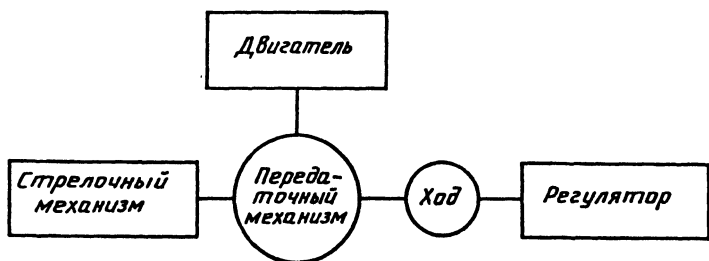 Двигатель
Стрелочный
механизм
Переда-
точный
механизм
Ход
Регулятор